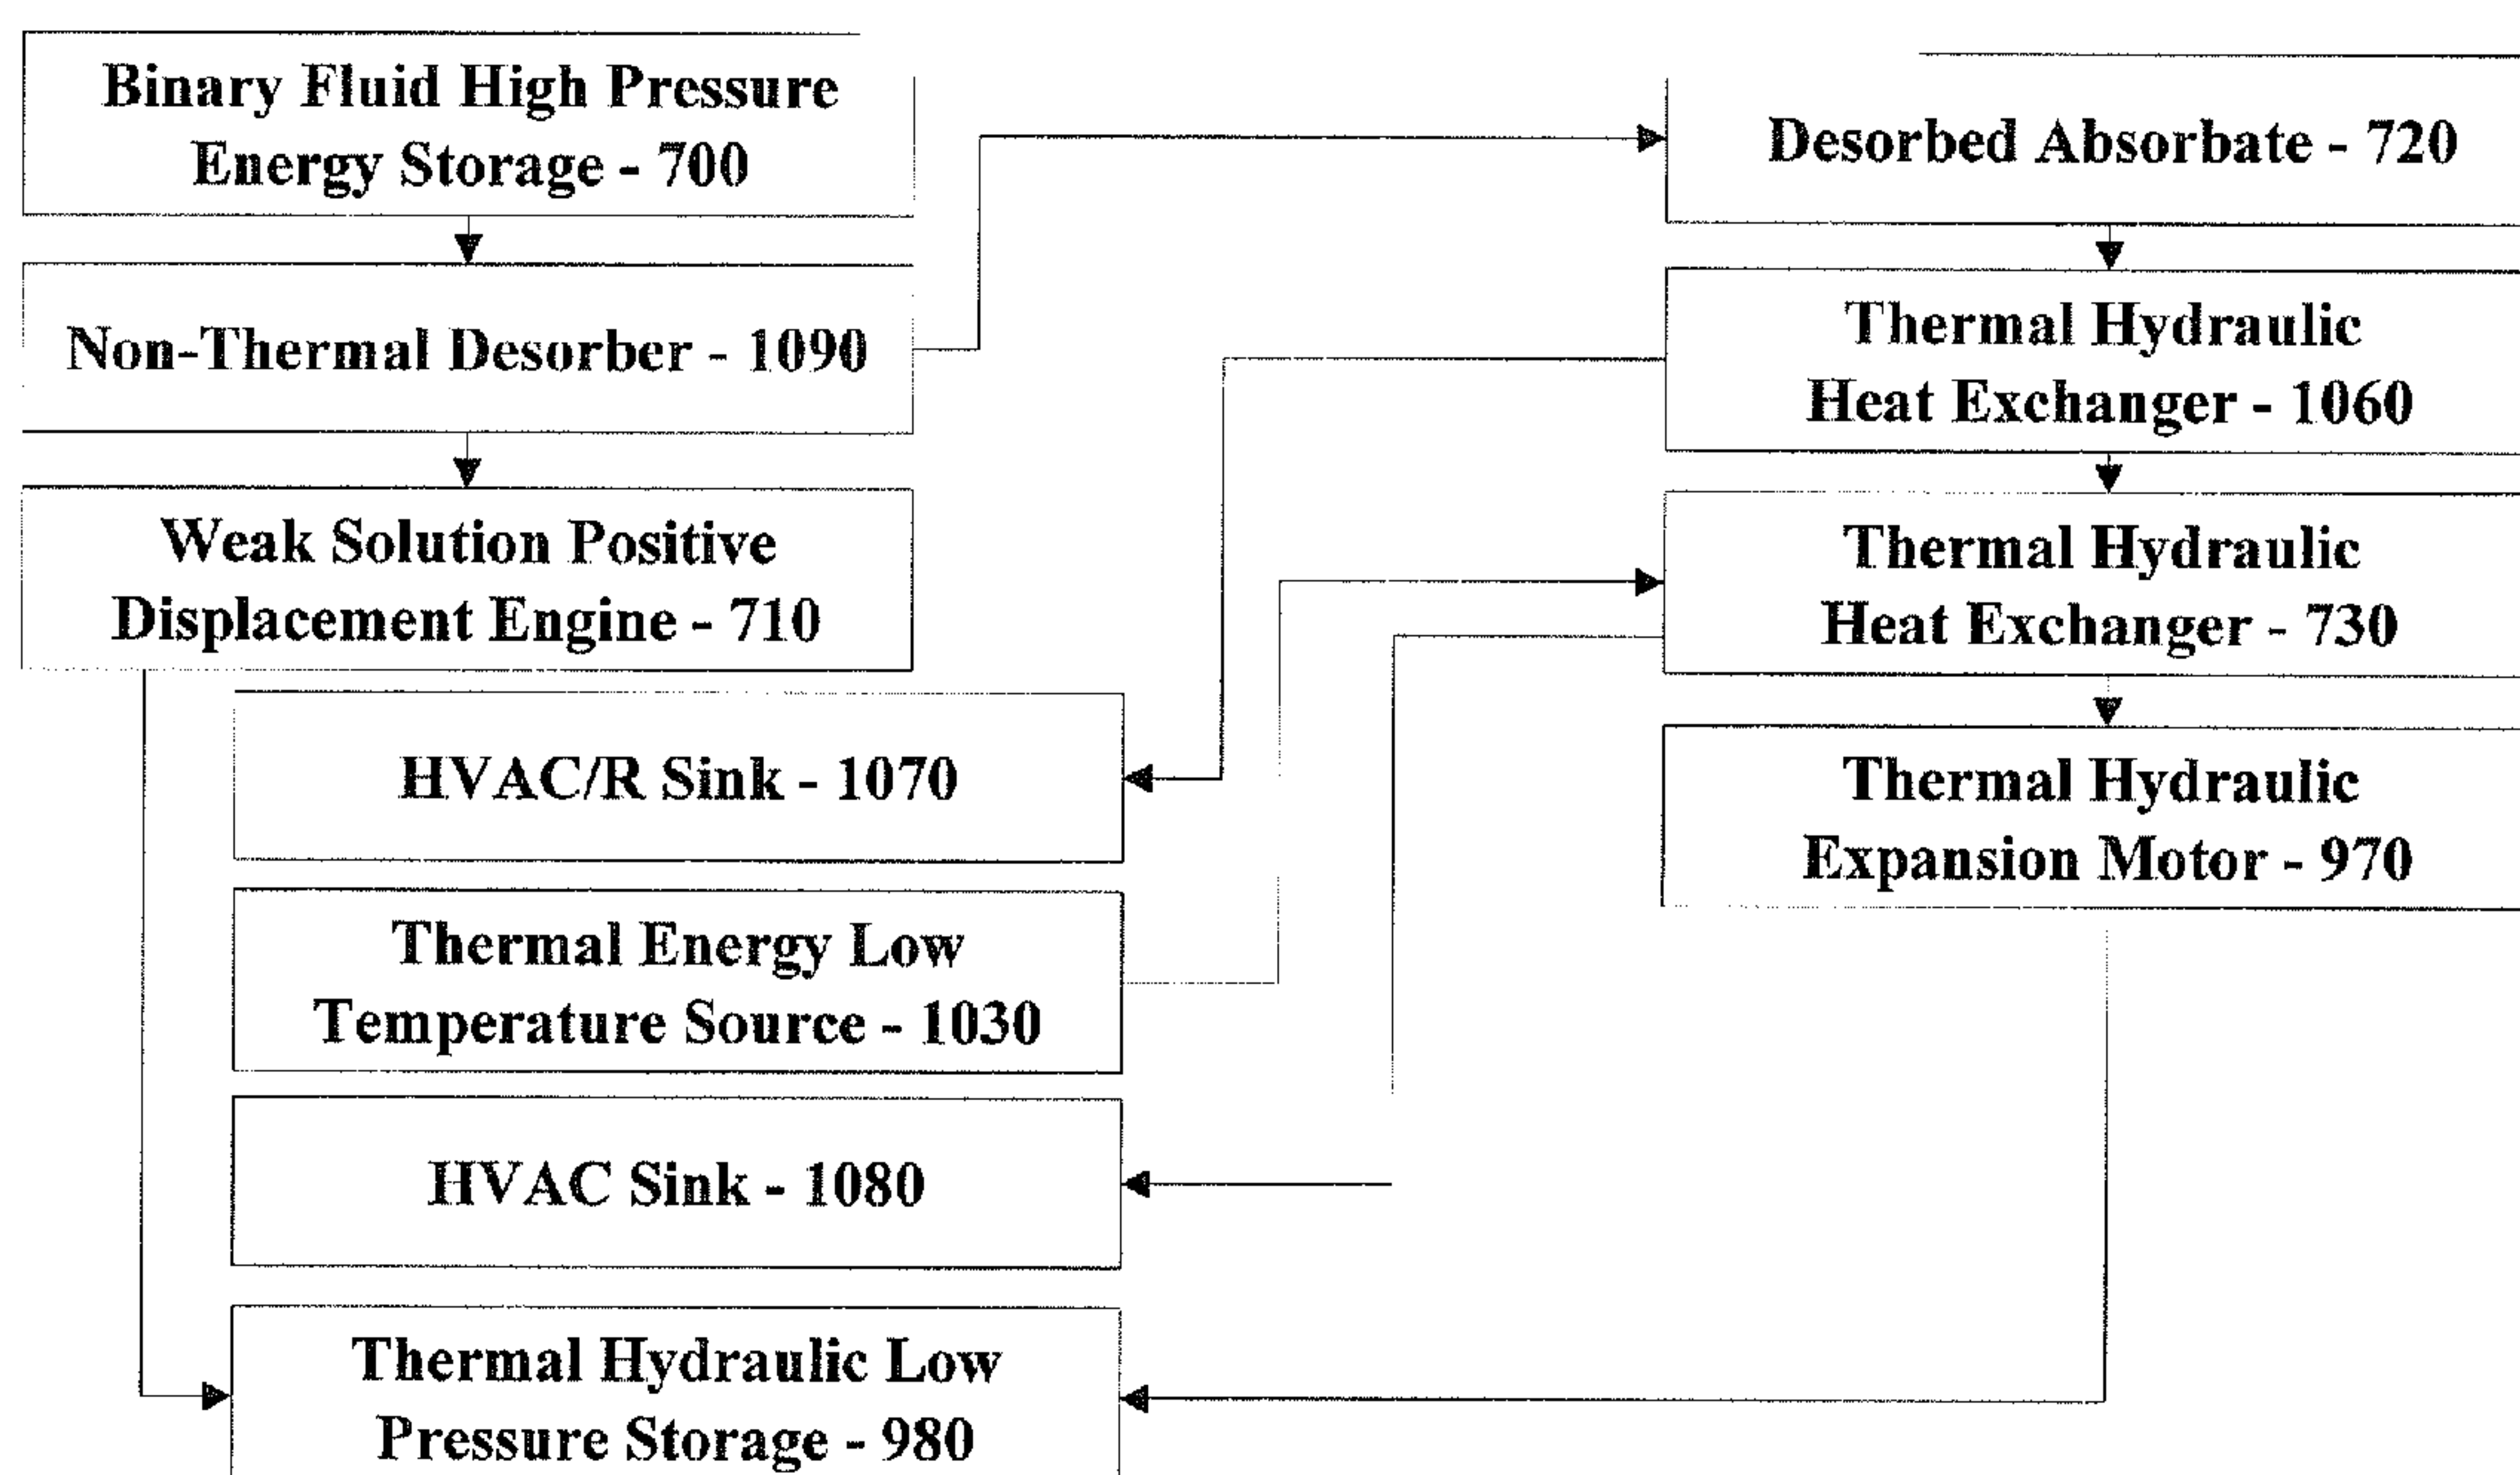 Binary Fluid High Pressure
Energy Storage - 700
Non-Thermal Desorber - 1090
Weak Solution Positive
Displacement Engine - 710
HVAC/R Sink - 1070
Thermal Energy Low
Temperature Source - 1030
HVAC Sink - 1080
Thermal Hydraulic Low
Pressure Storage - 980
Desorbed Absorbate - 720
Thermal Hydraulic
Heat Exchanger - 1060
Thermal Hydraulic
Heat Exchanger - 730
Thermal Hydraulic
Expansion Motor - 970